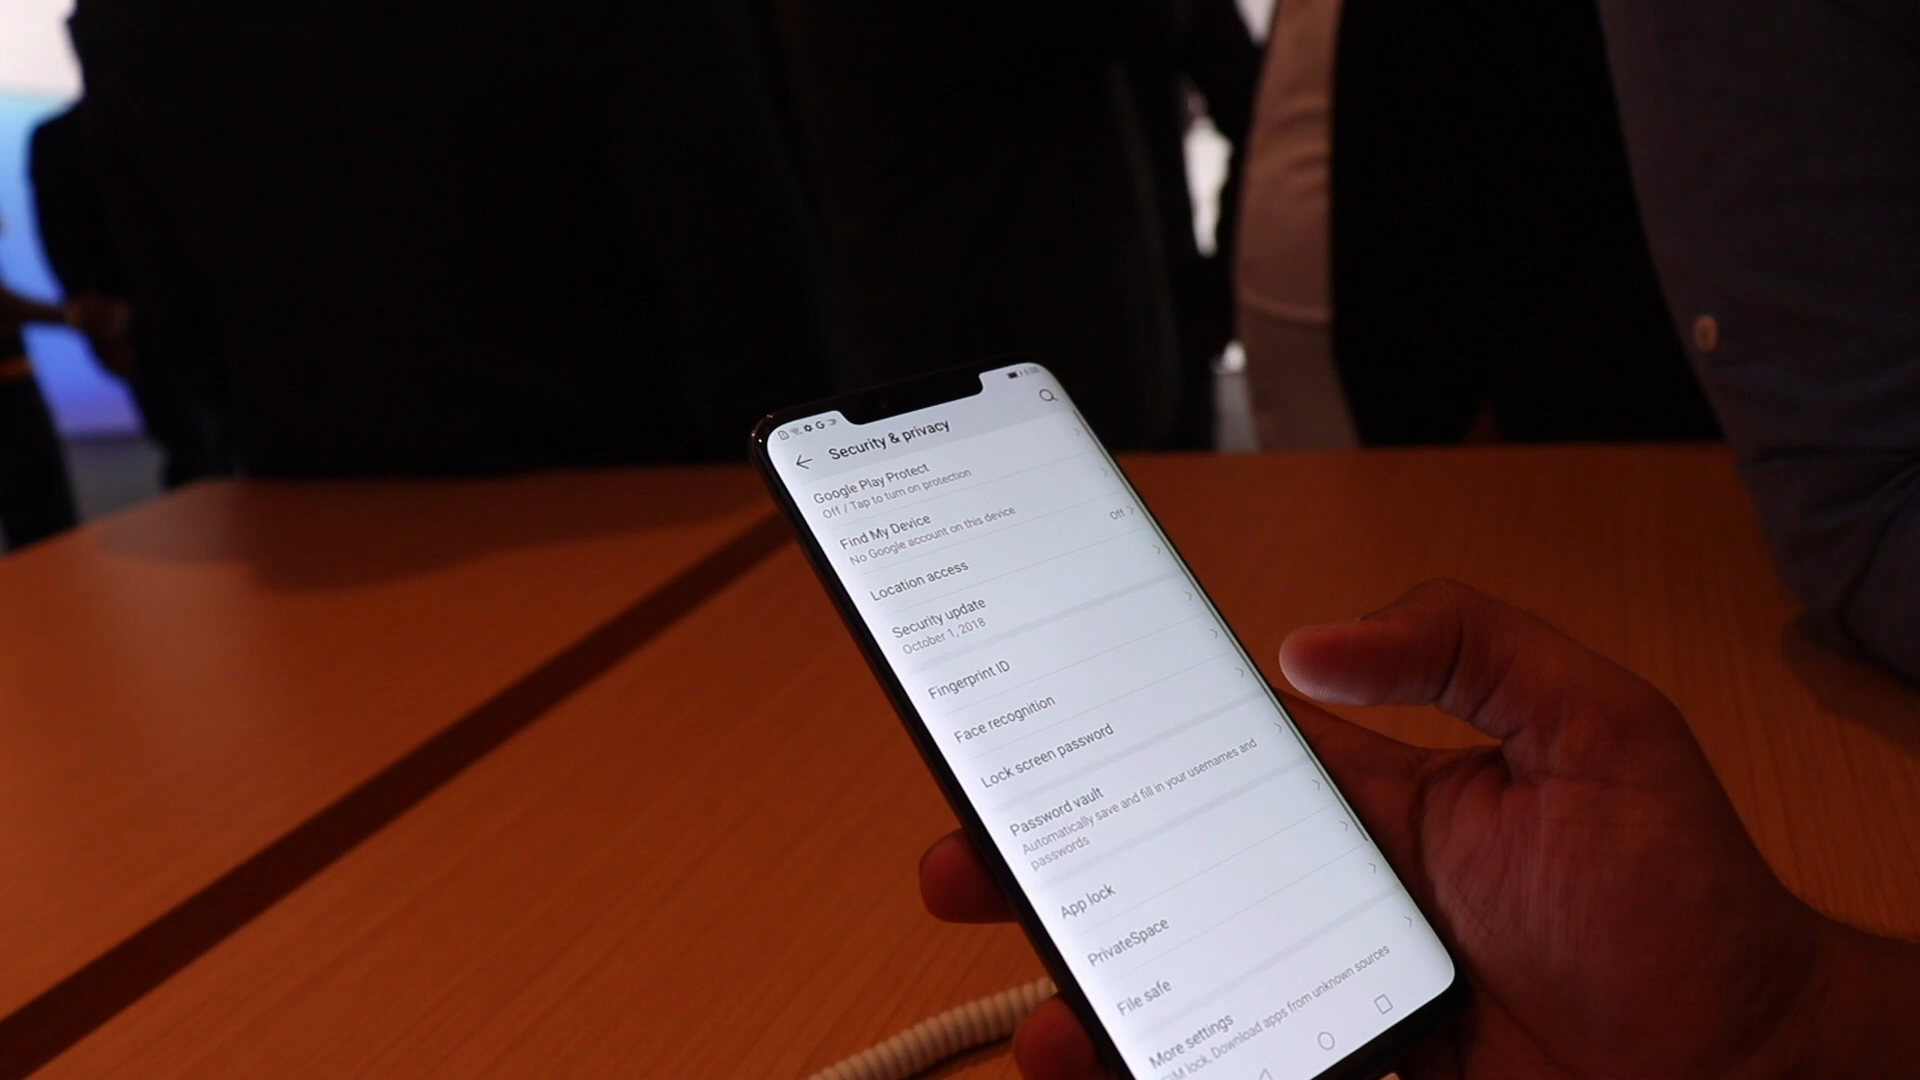 Security & privacy
Google Play Protect
Off / Tap to turn on protection
Find My Device
No Google account on this device
Off
Location access
Security update
October 1, 2018
Fingerprint ID
Face recognition
Lock screen password
Password vault
Automatically save and fill in your usernames and
passwords
App lock
PrivateSpace
File safe
More settings
SIM lock, Download apps from unknown sources